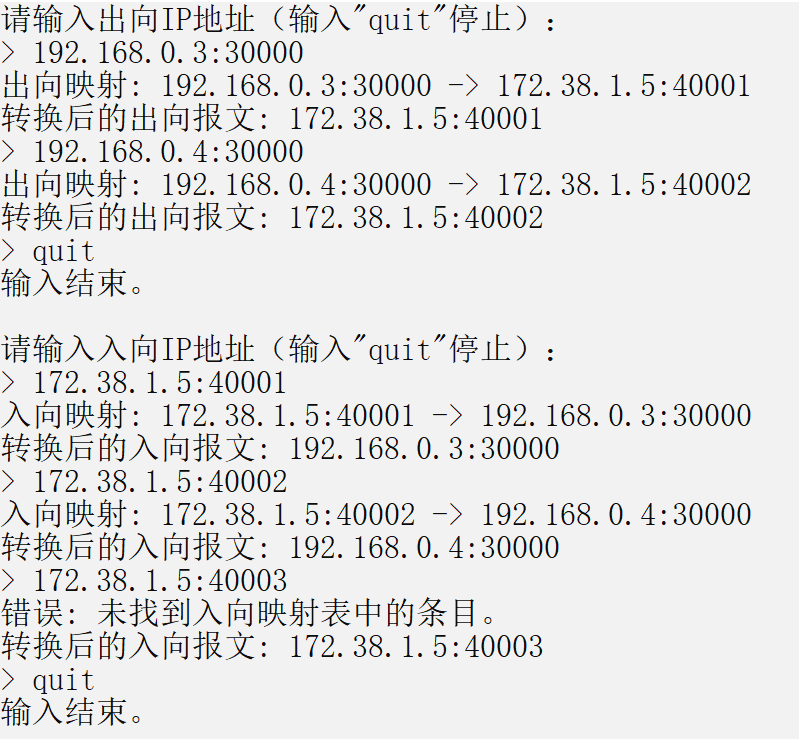 请输入出向IP地址（输入"quit"停止）:
> 192.168.0.3:30000
出向映射: 192.168.0.3:30000 -> 172.38.1.5:40001
转换后的出向报文: 172.38.1.5:40001
> 192.168.0.4:30000
出向映射: 192.168.0.4:30000 -> 172.38.1.5:40002
转换后的出向报文: 172.38.1.5:40002
> quit
输入结束。
请输入入向IP地址（输入"quit"停止）:
> 172.38.1.5:40001
入向映射: 172.38.1.5:40001 -> 192.168.0.3:30000
转换后的入向报文: 192.168.0.3:30000
> 172.38.1.5:40002
入向映射: 172.38.1.5:40002 -> 192.168.0.4:30000
转换后的入向报文: 192.168.0.4:30000
> 172.38.1.5:40003
错误: 未找到入向映射表中的条目。
转换后的入向报文: 172.38.1.5:40003
> quit
输入结束。